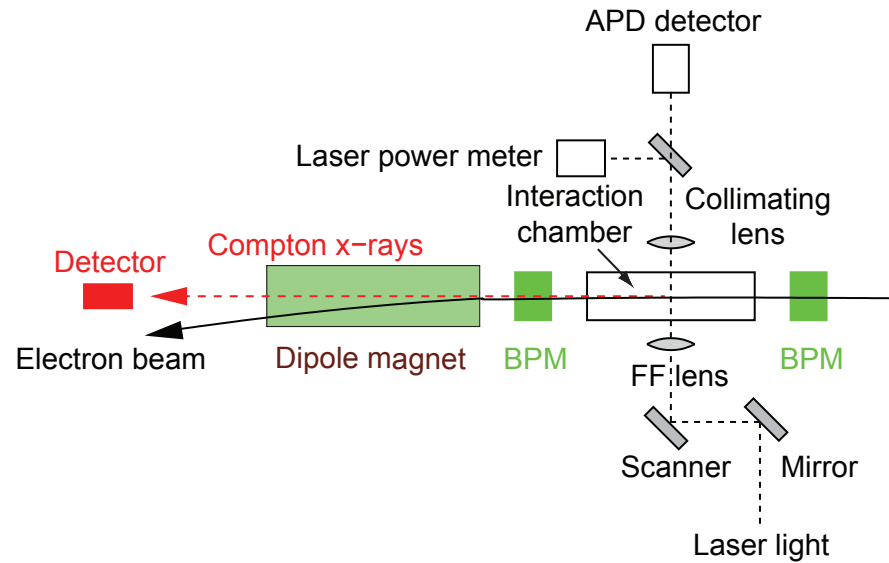 APD detector
Laser power meter
Interaction
chamber
Collimating
lens
Compton x−rays
Detector
Electron beam
Dipole magnet
BPM
FF lens
BPM
Scanner
Mirror
Laser light